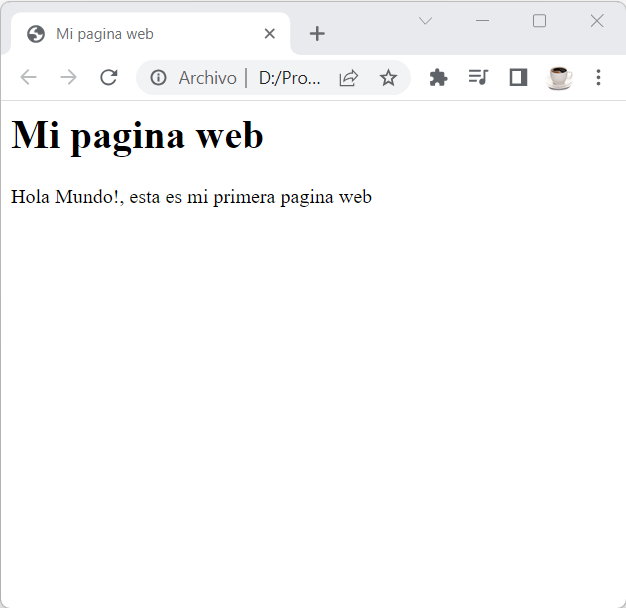 Mi pagina web
Archivo | D:/Pro...
Mi pagina web
Hola Mundo!, esta es mi primera pagina web